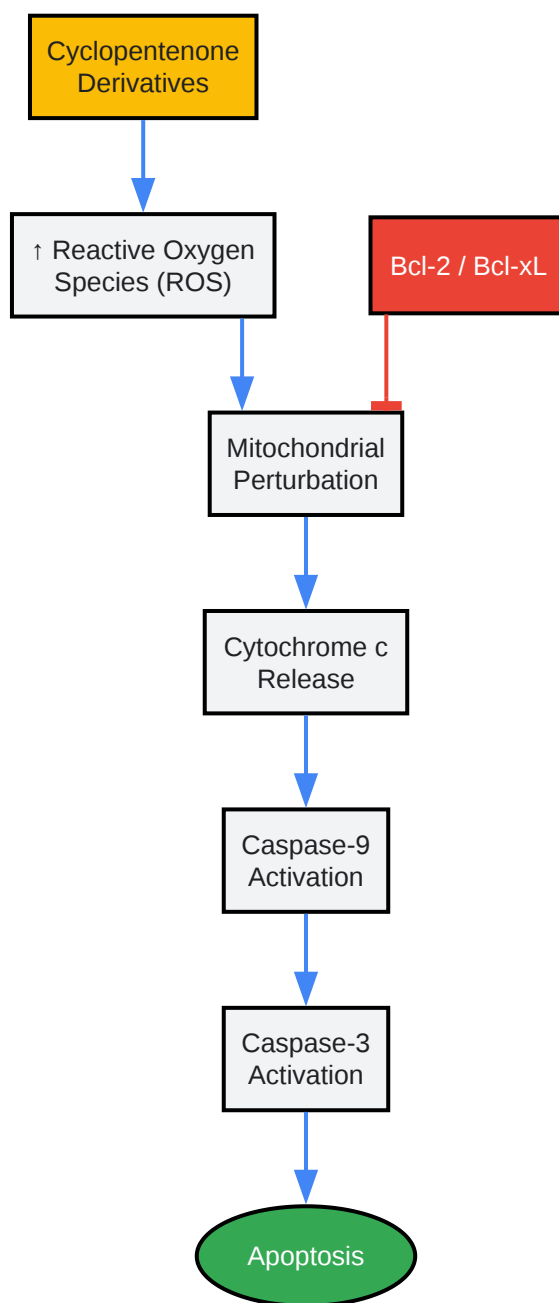 Cyclopentenone
Derivatives
↑ Reactive Oxygen
Species (ROS)
Bcl-2 / Bcl-xL
Mitochondrial
Perturbation
Cytochrome c
Release
Caspase-9
Activation
Caspase-3
Activation
Apoptosis